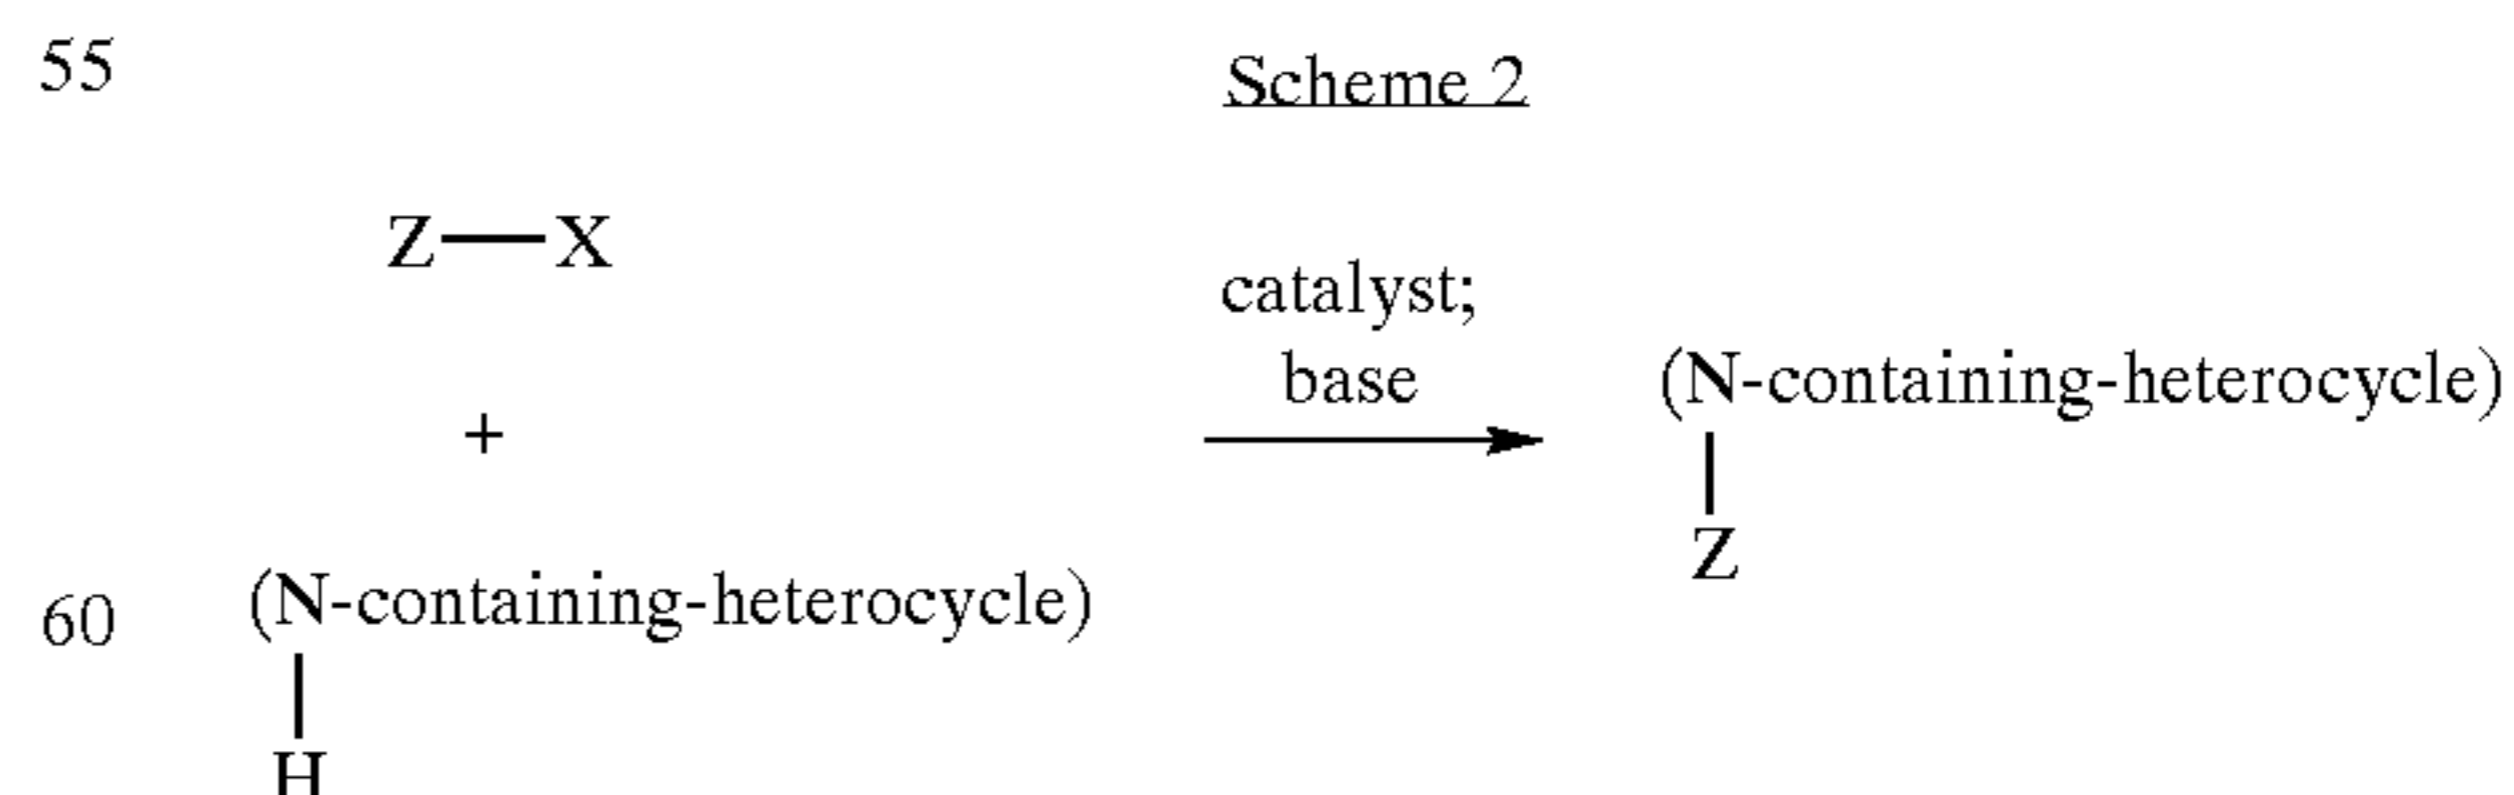 55
Scheme 2
Z—X
catalyst;
base
(N-containing-heterocycle)
+
Z
60
(N-containing-heterocycle)
H